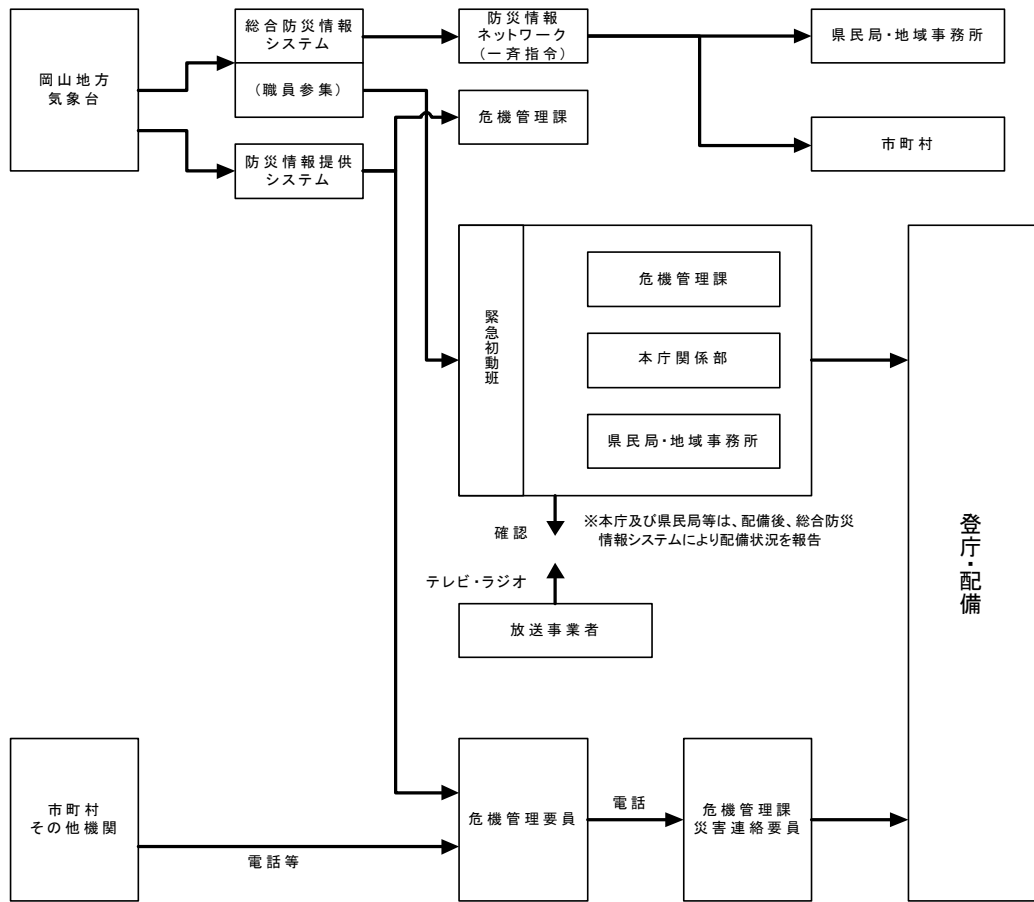 岡山地方
気象台
総合防災情報
システム
(職員参集)
防災情報提供
システム
防災情報
ネットワーク
(一斉指令)
危機管理課
県民局・地域事務所
市町村
緊急初動班
危機管理課
本庁関係部
県民局・地域事務所
確認
※本庁及び県民局等は、配備後、総合防災
情報システムにより配備状況を報告
テレビ・ラジオ
放送事業者
登庁・配備
市町村
その他機関
電話等
危機管理要員
電話
危機管理課
災害連絡要員